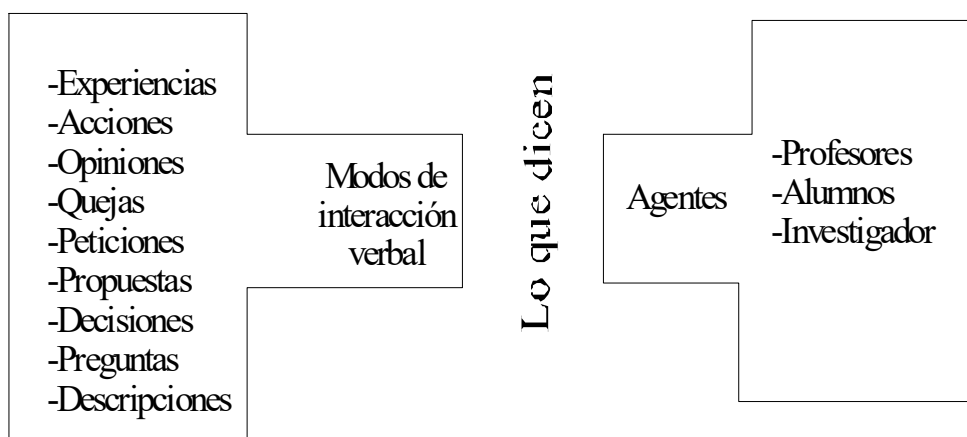 -Experiencias
-Acciones
-Opiniones
-Quejas
-Peticiones
-Propuestas
-Decisiones
-Preguntas
-Descripciones
Modos de
interacción
verbal
Lo que dicen
Agentes
-Profesores
-Alumnos
-Investigador